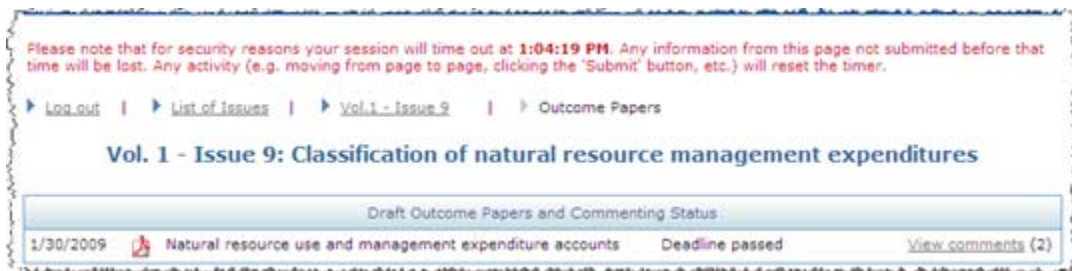 Please note that for security reasons your session will time out at 1:04:19 PM. Any information from this page not submitted before that
time will be lost. Any activity (e.g. moving from page to page, clicking the 'Submit' button, etc.) will reset the timer.
Log out | List of Issues | Vol.1 - Issue 9 | Outcome Papers
Vol. 1 - Issue 9: Classification of natural resource management expenditures
Draft Outcome Papers and Commenting Status
1/30/2009 Natural resource use and management expenditure accounts Deadline passed View comments (2)